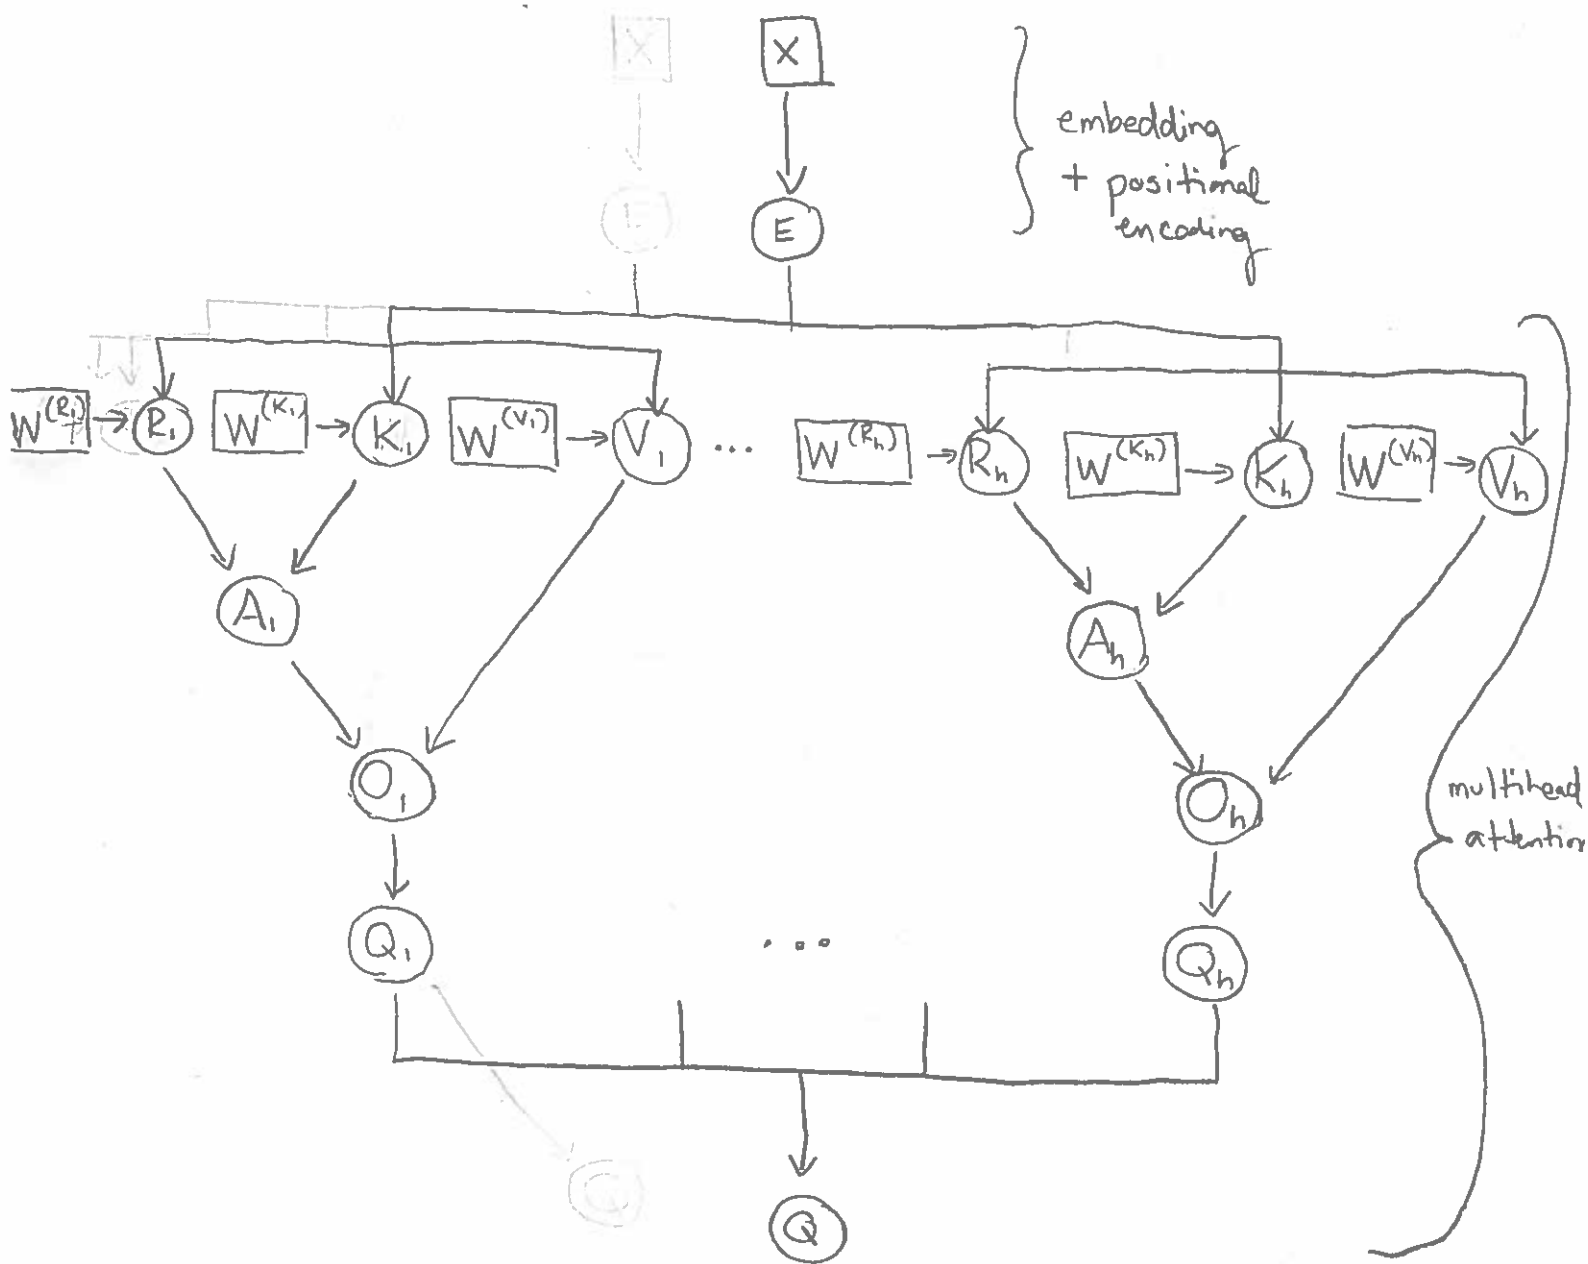 X
X
embedding
+ positional
encoding
E
E
W^(R₁) R₁ W^(K₁) K₁ W^(V₁) V₁ ... W^(Rₕ) Rₕ W^(Kₕ) Kₕ W^(Vₕ) Vₕ
A₁ Aₕ
O₁ Oₕ
multihead
attention
Q₁ ... Qₕ
Q
Q